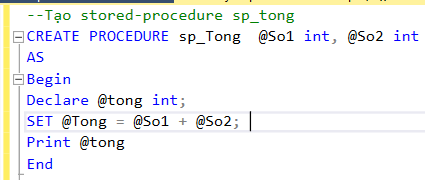 --Tạo stored-procedure sp_tong
CREATE PROCEDURE sp_Tong  @So1 int, @So2 int
AS
Begin
Declare @tong int;
SET @Tong = @So1 + @So2;
Print @tong
End